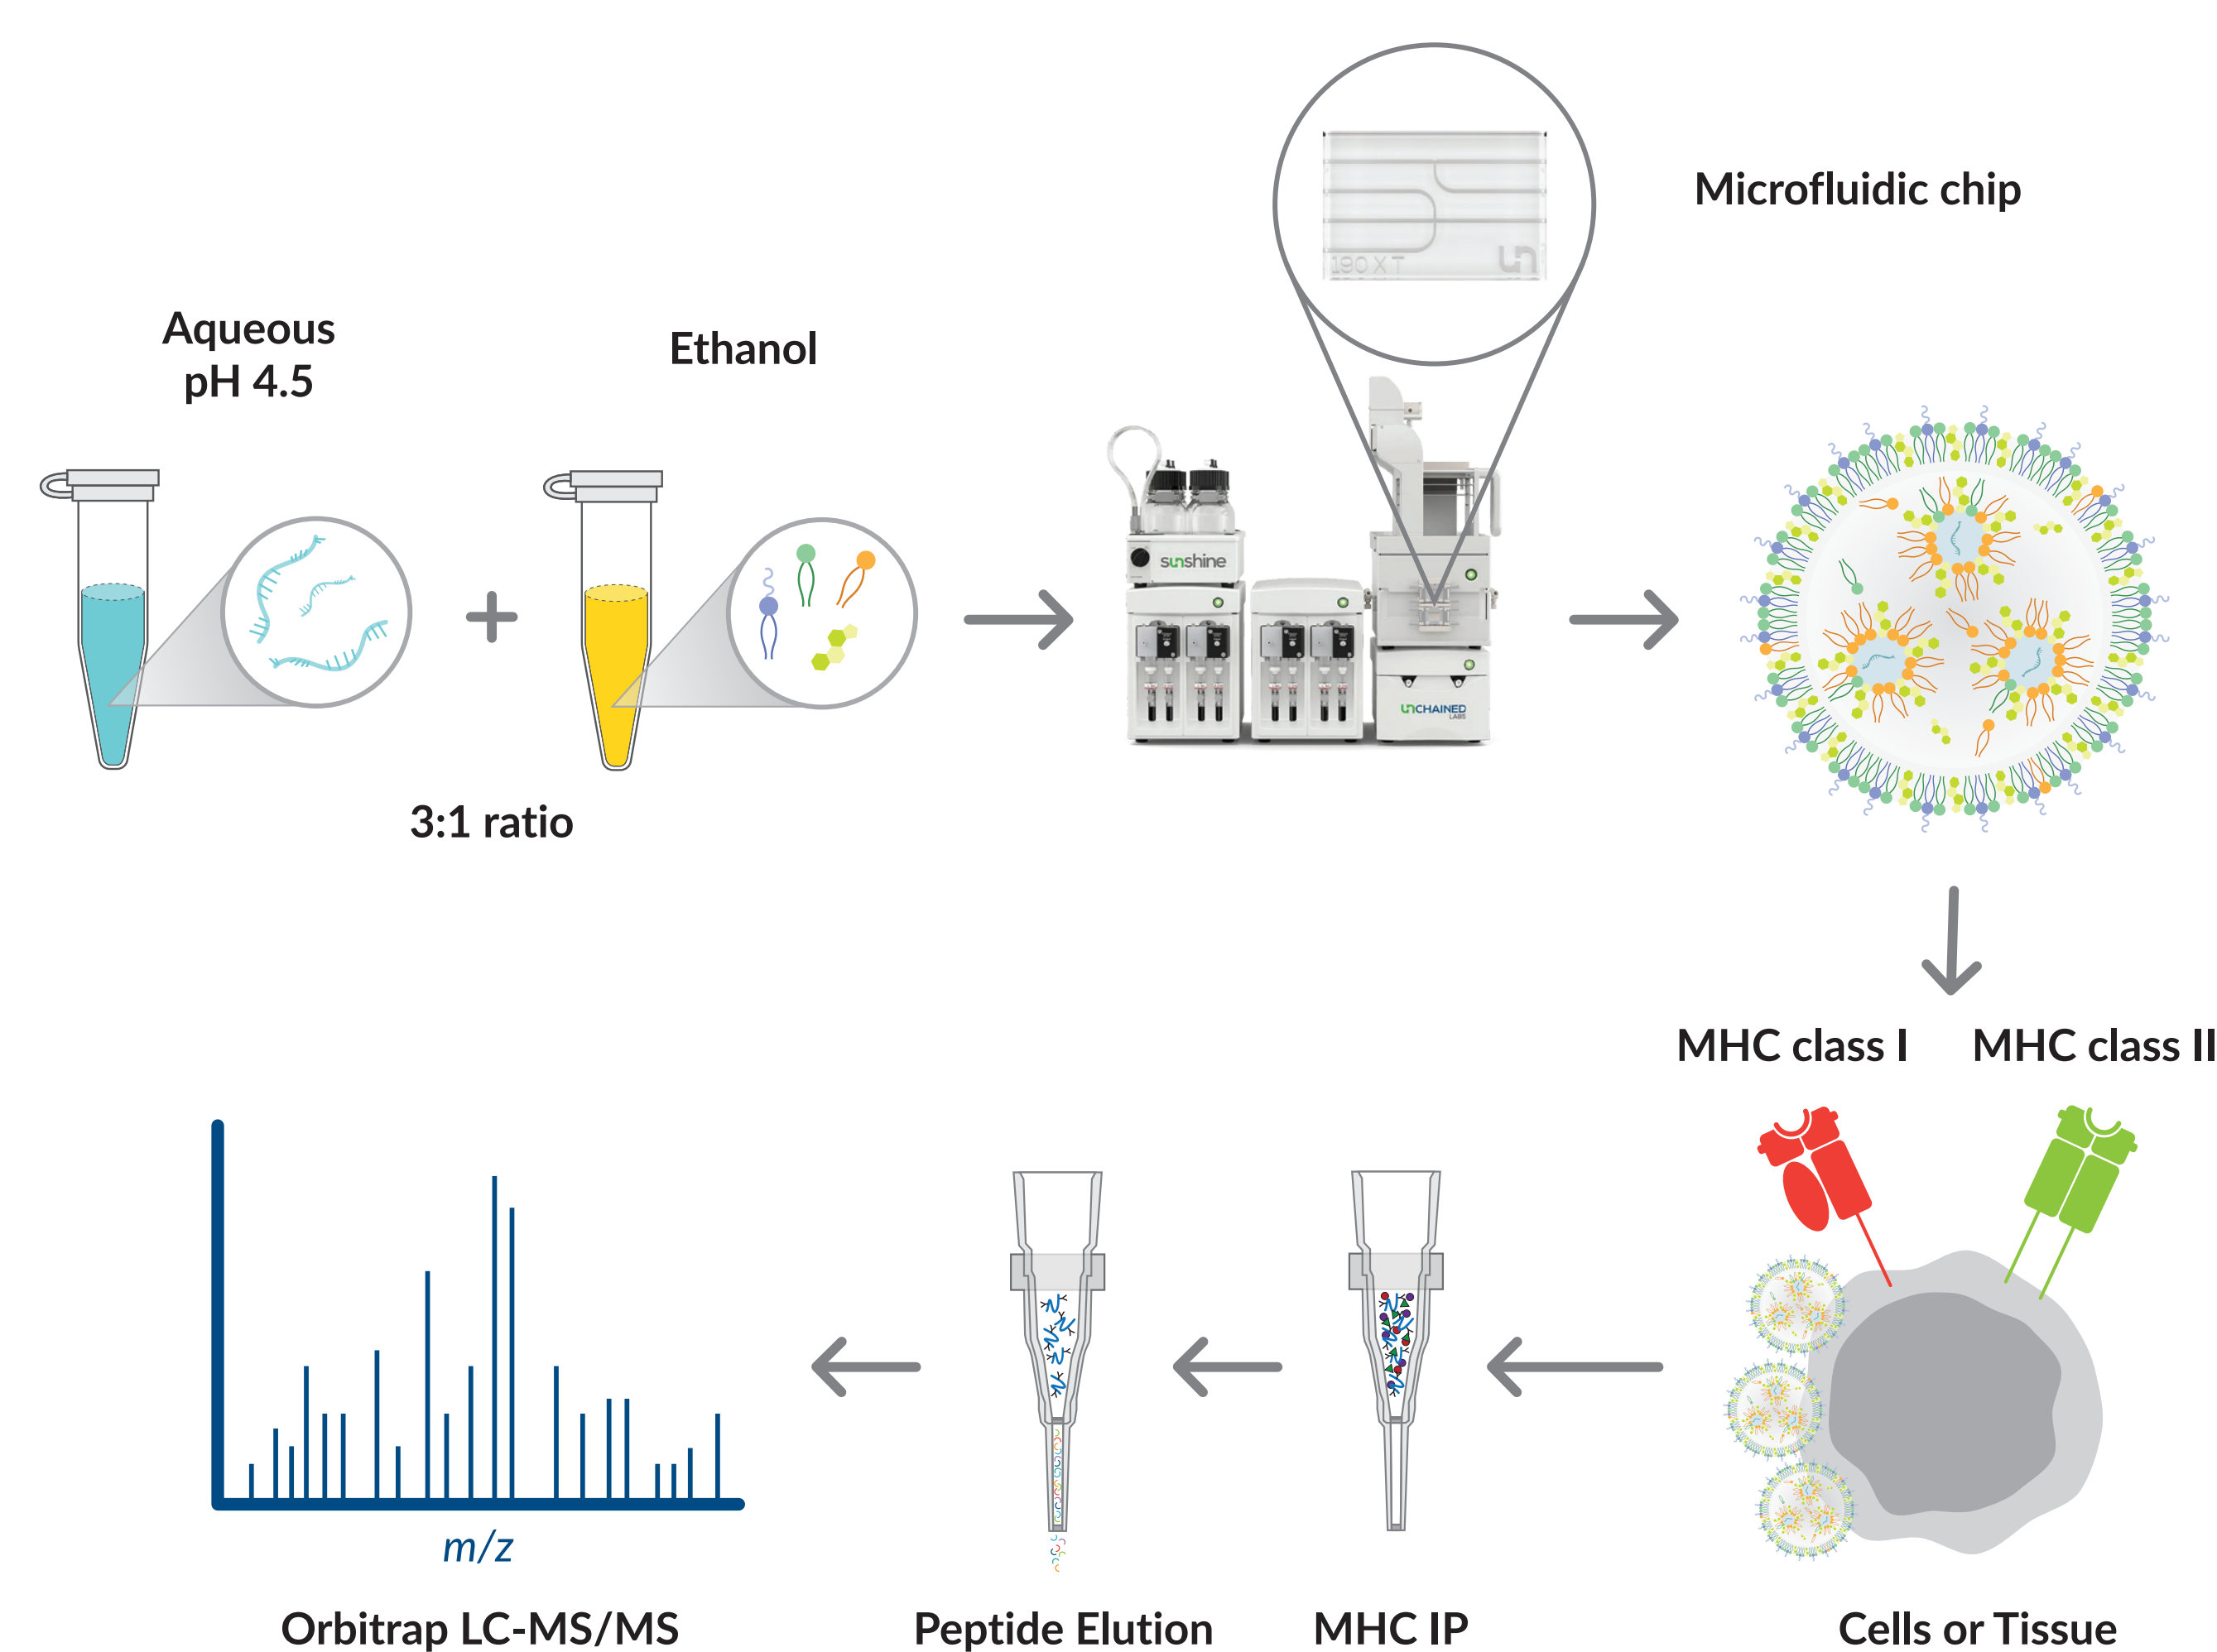 Microfluidic chip
190 X T
un
Aqueous
pH 4.5
Ethanol
sunshine
UNCHAINED
LABS
3:1 ratio
MHC class I
MHC class II
m/z
Orbitrap LC-MS/MS
Peptide Elution
MHC IP
Cells or Tissue